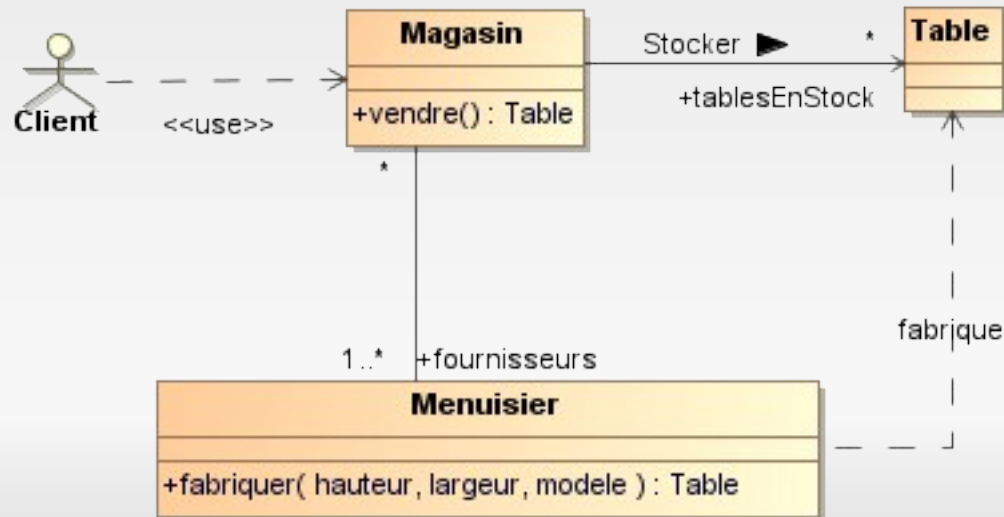 Client
<<use>>
Magasin
+vendre() : Table
Stocker
*
+tablesEnStock
Table
*
1..*
+fournisseurs
fabrique
Menuisier
+fabriquer( hauteur, largeur, modele ) : Table